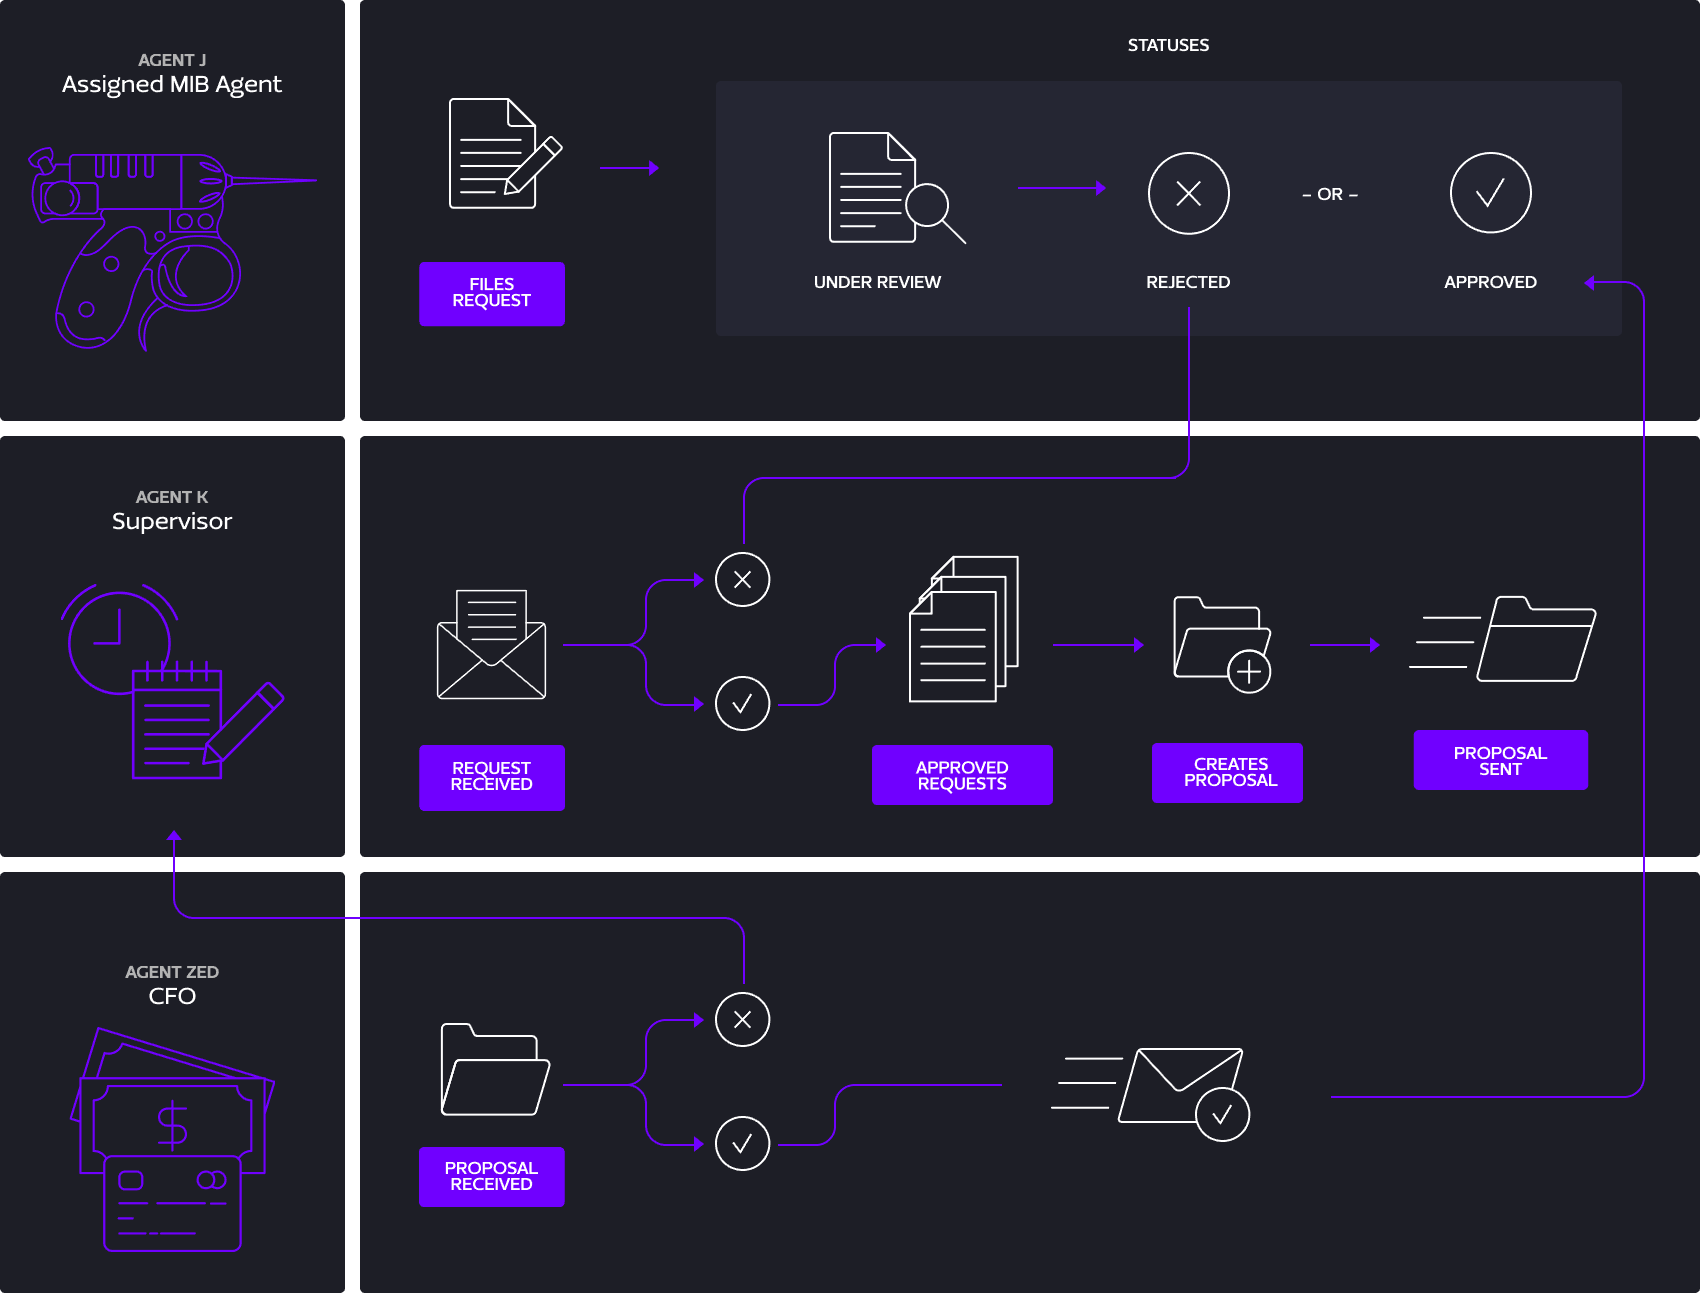 AGENT J
Assigned MIB Agent
STATUSES
FILES
REQUEST
UNDER REVIEW
REJECTED
- OR -
APPROVED
AGENT K
Supervisor
REQUEST
RECEIVED
APPROVED
REQUESTS
CREATES
PROPOSAL
PROPOSAL
SENT
AGENT ZED
CFO
$
PROPOSAL
RECEIVED